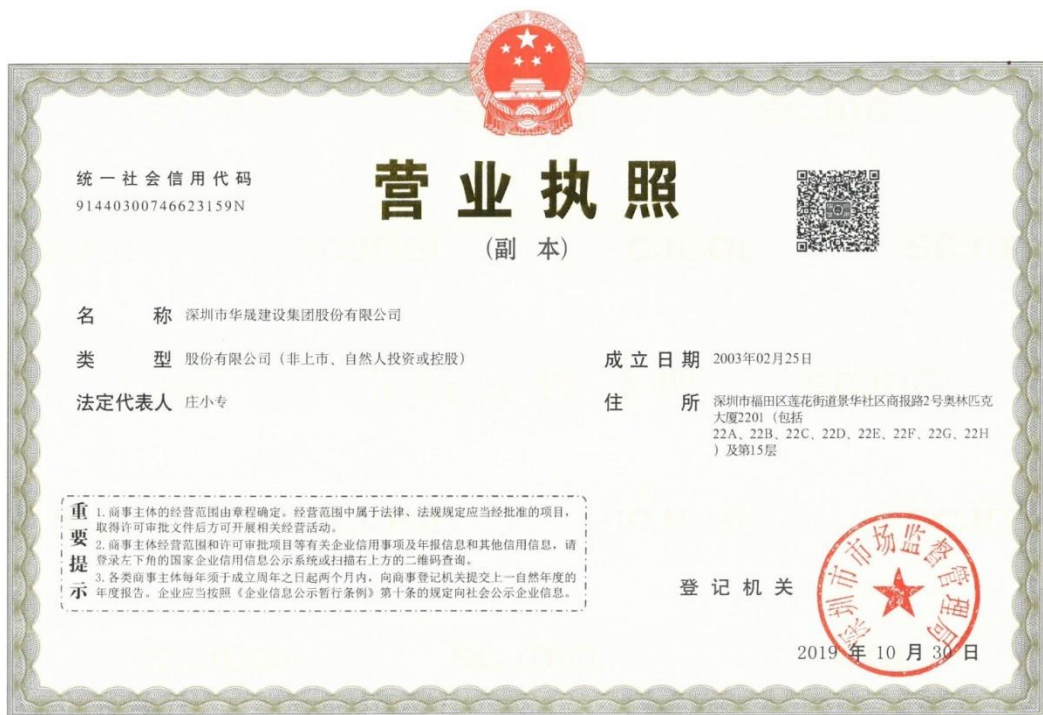 统一社会信用代码
91440300746623159N
营业执照
(副 本)
名 称 深圳市华晟建设集团股份有限公司
类 型 股份有限公司（非上市、自然人投资或控股）
法定代表人 庄小专
成立日期 2003年02月25日
住 所 深圳市福田区莲花街道景华社区商报路2号奥林匹克
大厦2201（包括
22A、22B、22C、22D、22E、22F、22G、22H
）及第15层
重要提示
1. 商事主体的经营范围由章程确定。经营范围中属于法律、法规规定应当经批准的项目，
取得许可审批文件后方可开展相关经营活动。
2. 商事主体经营范围和许可审批项目等有关企业信用事项及年报信息和其他信用信息，请
登录左下角的国家企业信用信息公示系统或扫描右上方的二维码查询。
3. 各类商事主体每年须于成立周年之日起两个月内，向商事登记机关提交上一自然年度的
年度报告。企业应当按照《企业信息公示暂行条例》第十条的规定向社会公示企业信息。
登记机关
深圳市市场监督管理局
2019 年 10 月 30 日